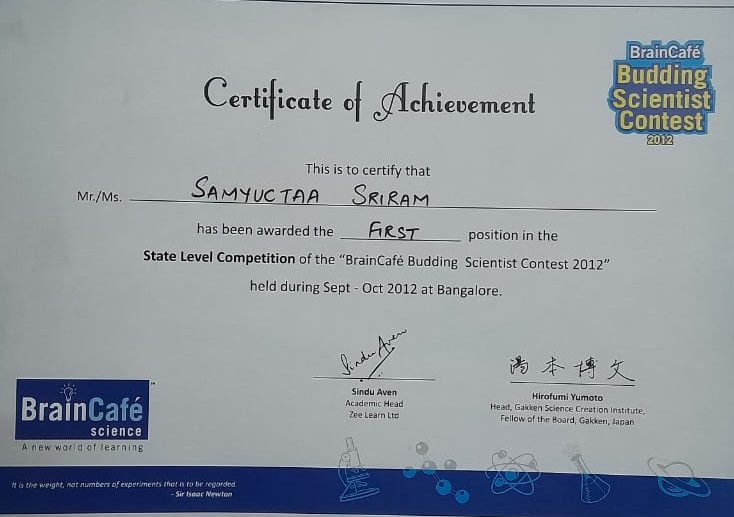 BrainCafé
Budding
Scientist
Contest
2012
Certificate of Achievement
This is to certify that
Mr./Ms. SAMYUCTAA SRIRAM
has been awarded the FIRST position in the
State Level Competition of the “BrainCafé Budding Scientist Contest 2012”
held during Sept - Oct 2012 at Bangalore.
Sindu Aven
Sindu Aven
Academic Head
Zee Learn Ltd
湯本博文
Hirofumi Yumoto
Head, Gakken Science Creation Institute,
Fellow of the Board, Gakken, Japan
BrainCafé™
science
A new world of learning
It is the weight, not numbers of experiments that is to be regarded.
- Sir Isaac Newton